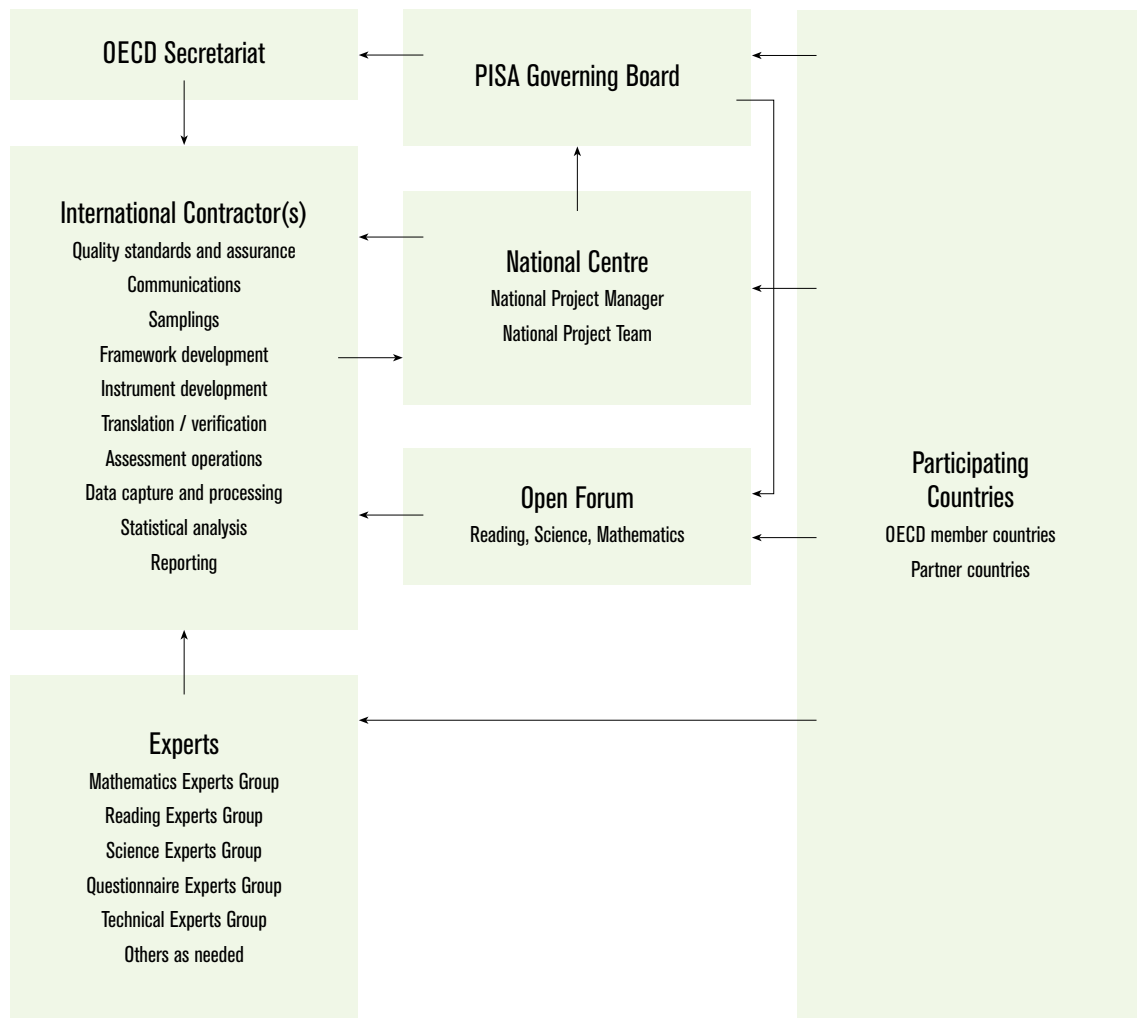 OECD Secretariat
PISA Governing Board
International Contractor(s)
Quality standards and assurance
Communications
Samplings
Framework development
Instrument development
Translation / verification
Assessment operations
Data capture and processing
Statistical analysis
Reporting
National Centre
National Project Manager
National Project Team
Open Forum
Reading, Science, Mathematics
Participating
Countries
OECD member countries
Partner countries
Experts
Mathematics Experts Group
Reading Experts Group
Science Experts Group
Questionnaire Experts Group
Technical Experts Group
Others as needed